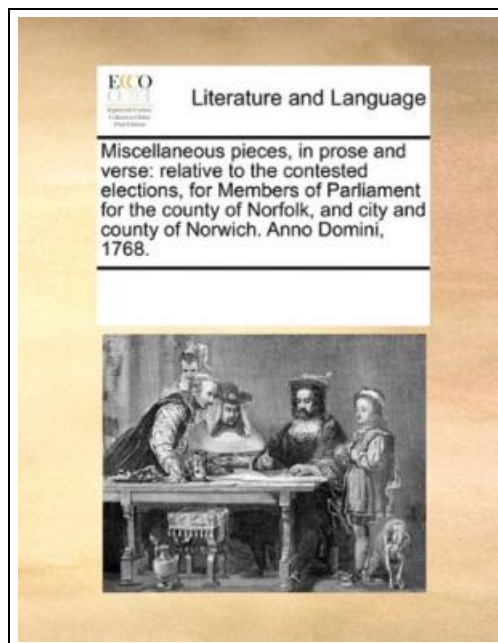 ECCO
Literature and Language
Miscellaneous pieces, in prose and
verse: relative to the contested
elections, for Members of Parliament
for the county of Norfolk, and city and
county of Norwich. Anno Domini,
1768.